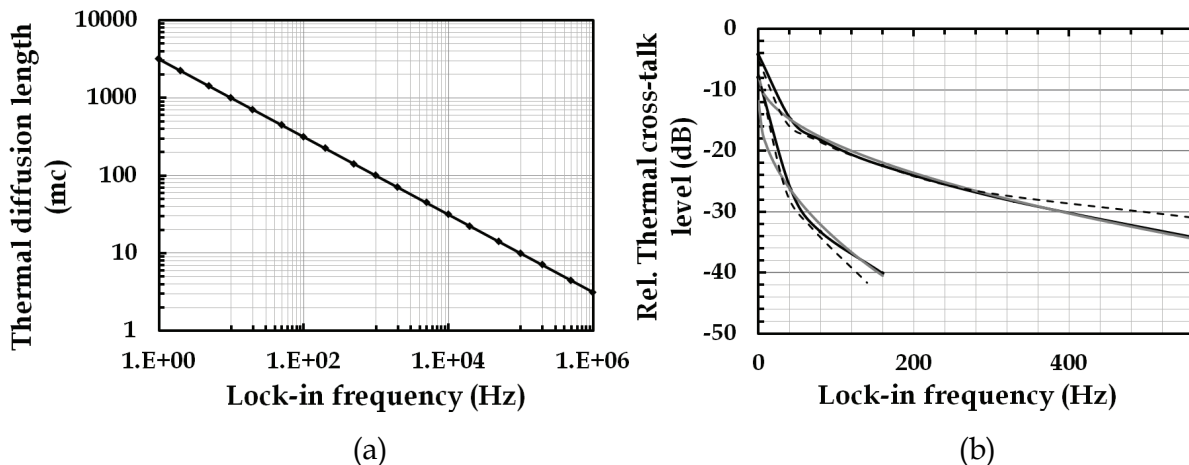 10000
1000
100
10
1
Thermal diffusion length
(mc)
1.E+00
1.E+02
1.E+04
1.E+06
Lock-in frequency (Hz)
(a)
0
-10
-20
-30
-40
-50
Rel. Thermal cross-talk
level (dB)
0
200
400
Lock-in frequency (Hz)
(b)